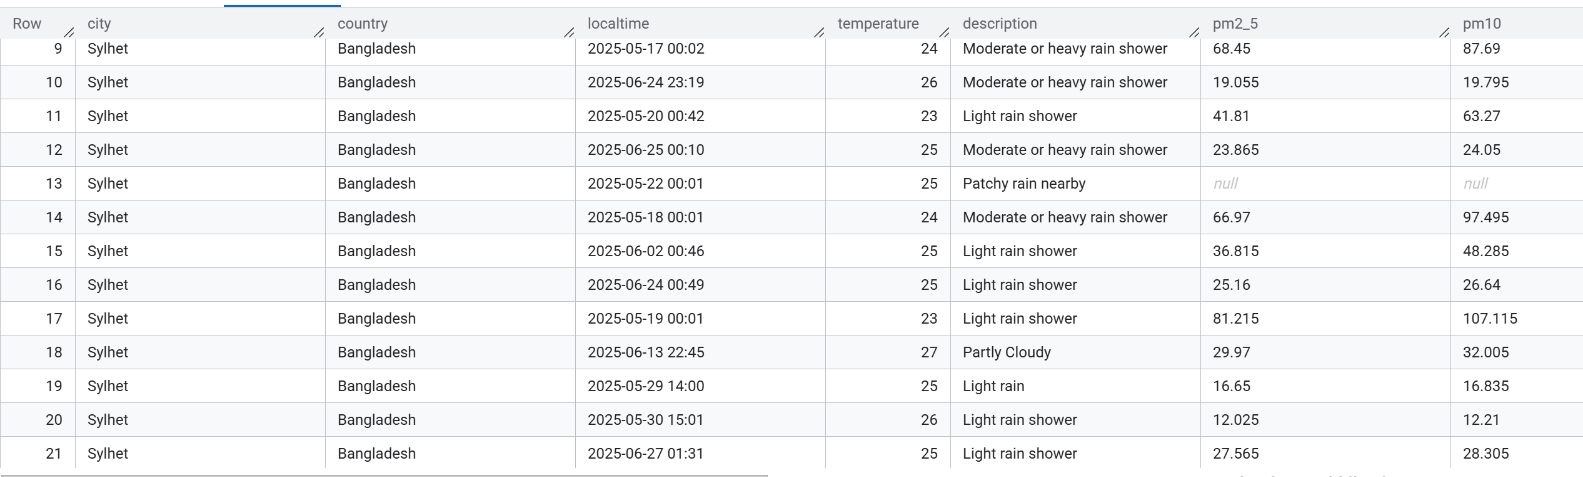 Row city country localtime temperature description pm2_5 pm10
9 Sylhet Bangladesh 2025-05-17 00:02 24 Moderate or heavy rain shower 68.45 87.69
10 Sylhet Bangladesh 2025-06-24 23:19 26 Moderate or heavy rain shower 19.055 19.795
11 Sylhet Bangladesh 2025-05-20 00:42 23 Light rain shower 41.81 63.27
12 Sylhet Bangladesh 2025-06-25 00:10 25 Moderate or heavy rain shower 23.865 24.05
13 Sylhet Bangladesh 2025-05-22 00:01 25 Patchy rain nearby null null
14 Sylhet Bangladesh 2025-05-18 00:01 24 Moderate or heavy rain shower 66.97 97.495
15 Sylhet Bangladesh 2025-06-02 00:46 25 Light rain shower 36.815 48.285
16 Sylhet Bangladesh 2025-06-24 00:49 25 Light rain shower 25.16 26.64
17 Sylhet Bangladesh 2025-05-19 00:01 23 Light rain shower 81.215 107.115
18 Sylhet Bangladesh 2025-06-13 22:45 27 Partly Cloudy 29.97 32.005
19 Sylhet Bangladesh 2025-05-29 14:00 25 Light rain 16.65 16.835
20 Sylhet Bangladesh 2025-05-30 15:01 26 Light rain shower 12.025 12.21
21 Sylhet Bangladesh 2025-06-27 01:31 25 Light rain shower 27.565 28.305